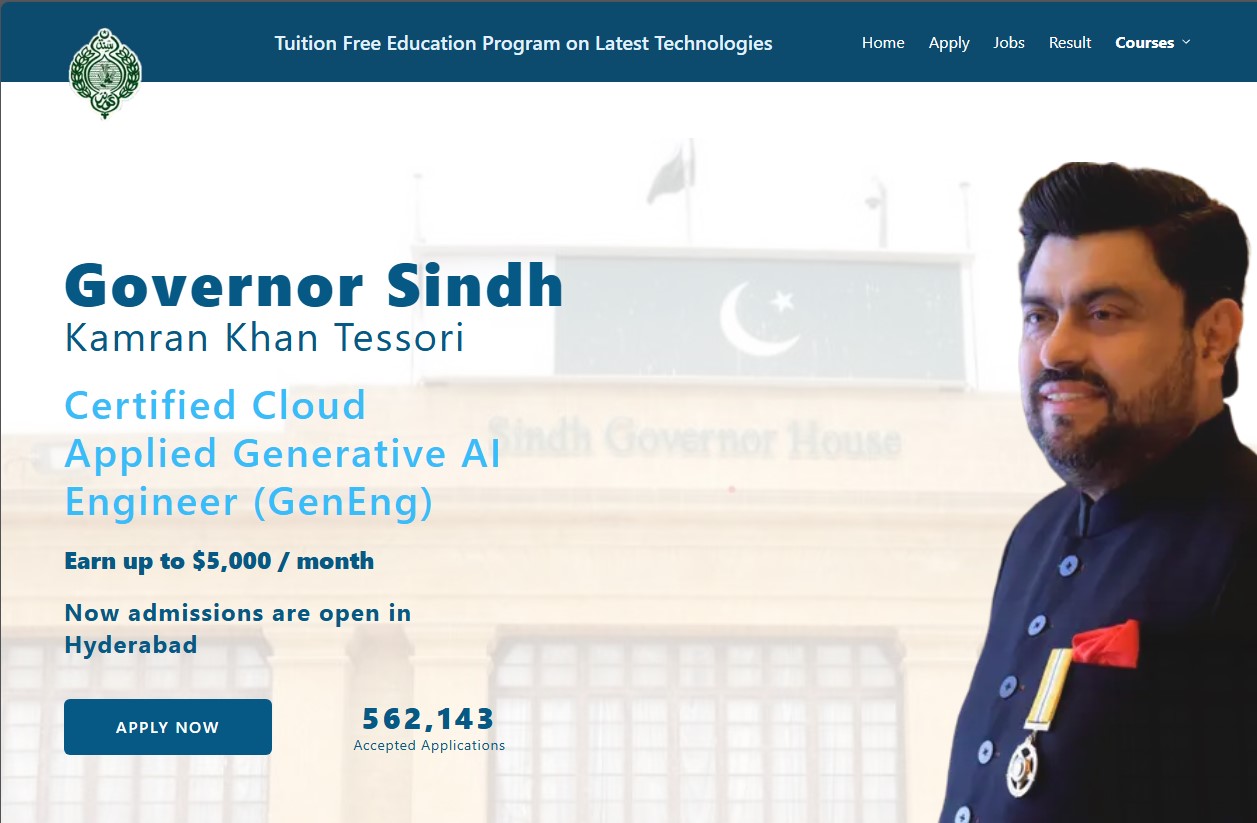 Tuition Free Education Program on Latest Technologies
Home Apply Jobs Result Courses
Governor Sindh
Kamran Khan Tessori
Certified Cloud
Applied Generative AI
Engineer (GenEng)
Sindh Governor House
Earn up to $5,000 / month
Now admissions are open in
Hyderabad
APPLY NOW
562,143
Accepted Applications